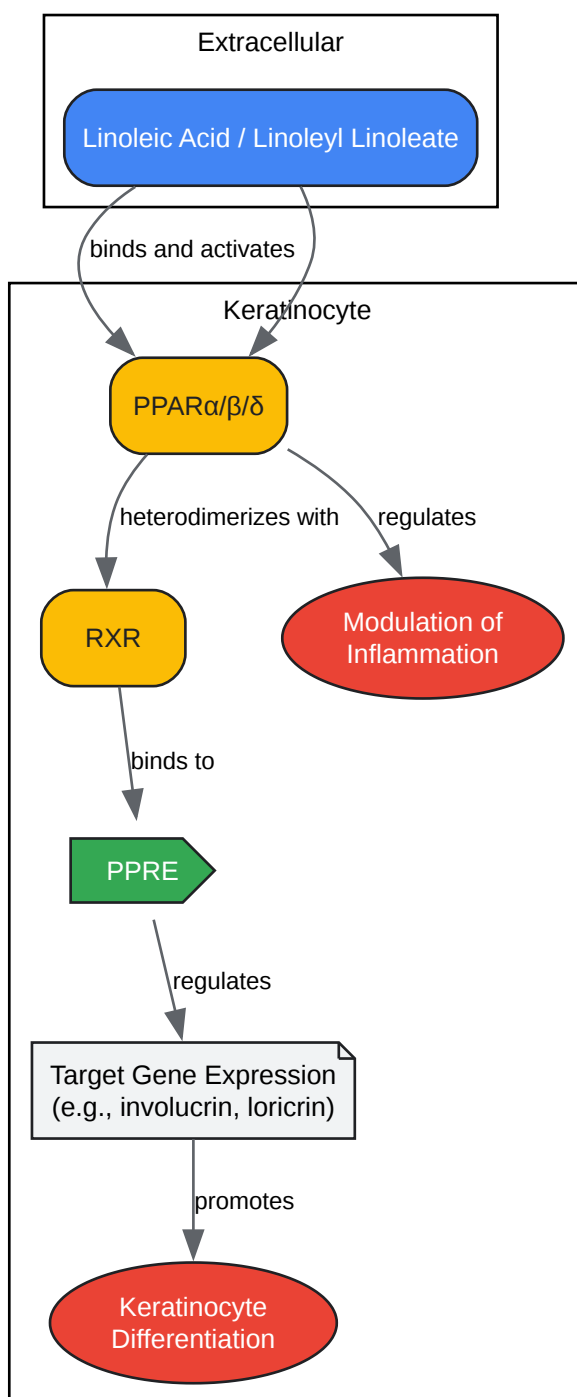 Extracellular
Linoleic Acid / Linoleyl Linoleate
binds and activates
Keratinocyte
PPARα/β/δ
heterodimerizes with
regulates
RXR
Modulation of
Inflammation
binds to
PPRE
regulates
Target Gene Expression
(e.g., involucrin, loricrin)
promotes
Keratinocyte
Differentiation